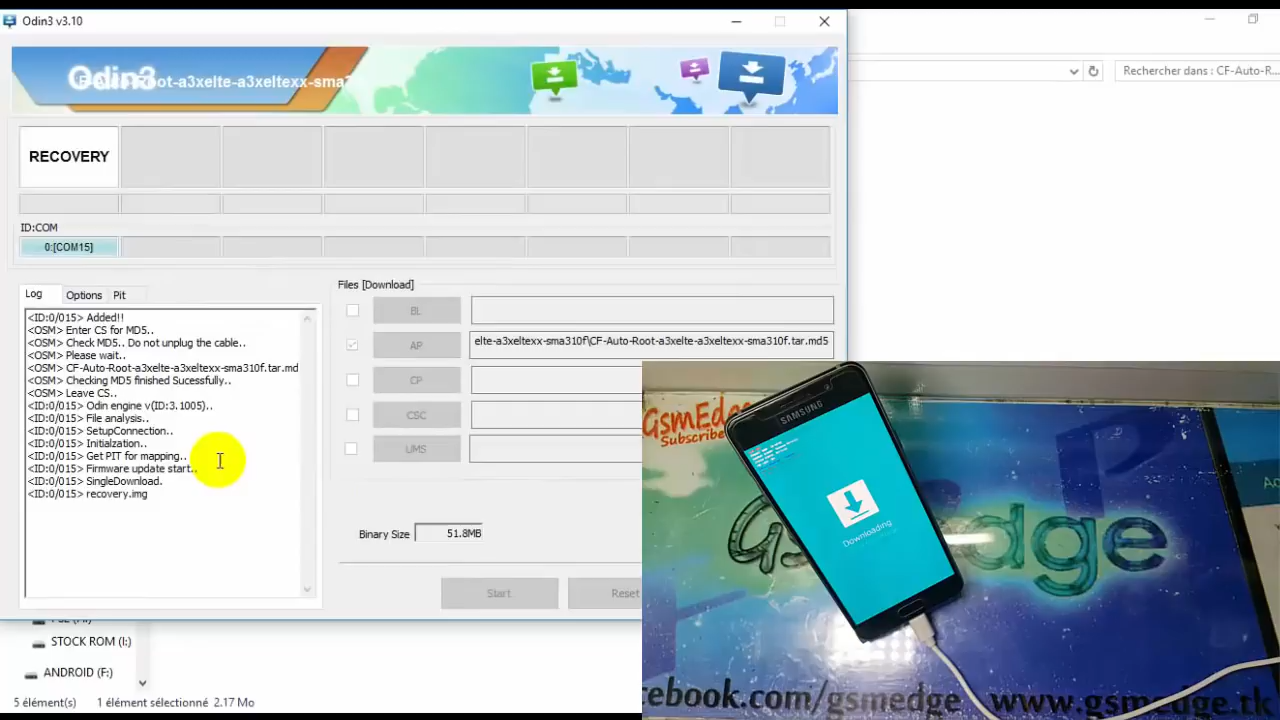 Odin3 v3.10
Odin3
F-Auto-Root-a3xelte-a3xeltexx-sma3
Rechercher dans : CF-Auto-R...
RECOVERY
ID:COM
0:[COM15]
Log
Options
Pit
<ID:0/015> Added!!
<OSM> Enter CS for MD5..
<OSM> Check MD5.. Do not unplug the cable..
<OSM> Please wait..
<OSM> CF-Auto-Root-a3xelte-a3xeltexx-sma310f.tar.md
<OSM> Checking MD5 finished Sucessfully..
<OSM> Leave CS..
<ID:0/015> Odin engine v(ID:3.1005)..
<ID:0/015> File analysis..
<ID:0/015> SetupConnection..
<ID:0/015> Initialzation..
<ID:0/015> Get PIT for mapping..
<ID:0/015> Firmware update start..
<ID:0/015> SingleDownload.
<ID:0/015> recovery.img
Files [Download]
BL
AP
elte-a3xeltexx-sma310f\CF-Auto-Root-a3xelte-a3xeltexx-sma310f.tar.md5
CP
CSC
UMS
Binary Size
51.8MB
Start
Reset
STOCK ROM (I:)
ANDROID (F:)
5 élément(s)
1 élément sélectionné 2.17 Mo
GsmEdge
Subscribe
SAMSUNG
Downloading
Gs
dge
cebook.com/gsmedge
www.gsmedge.tk